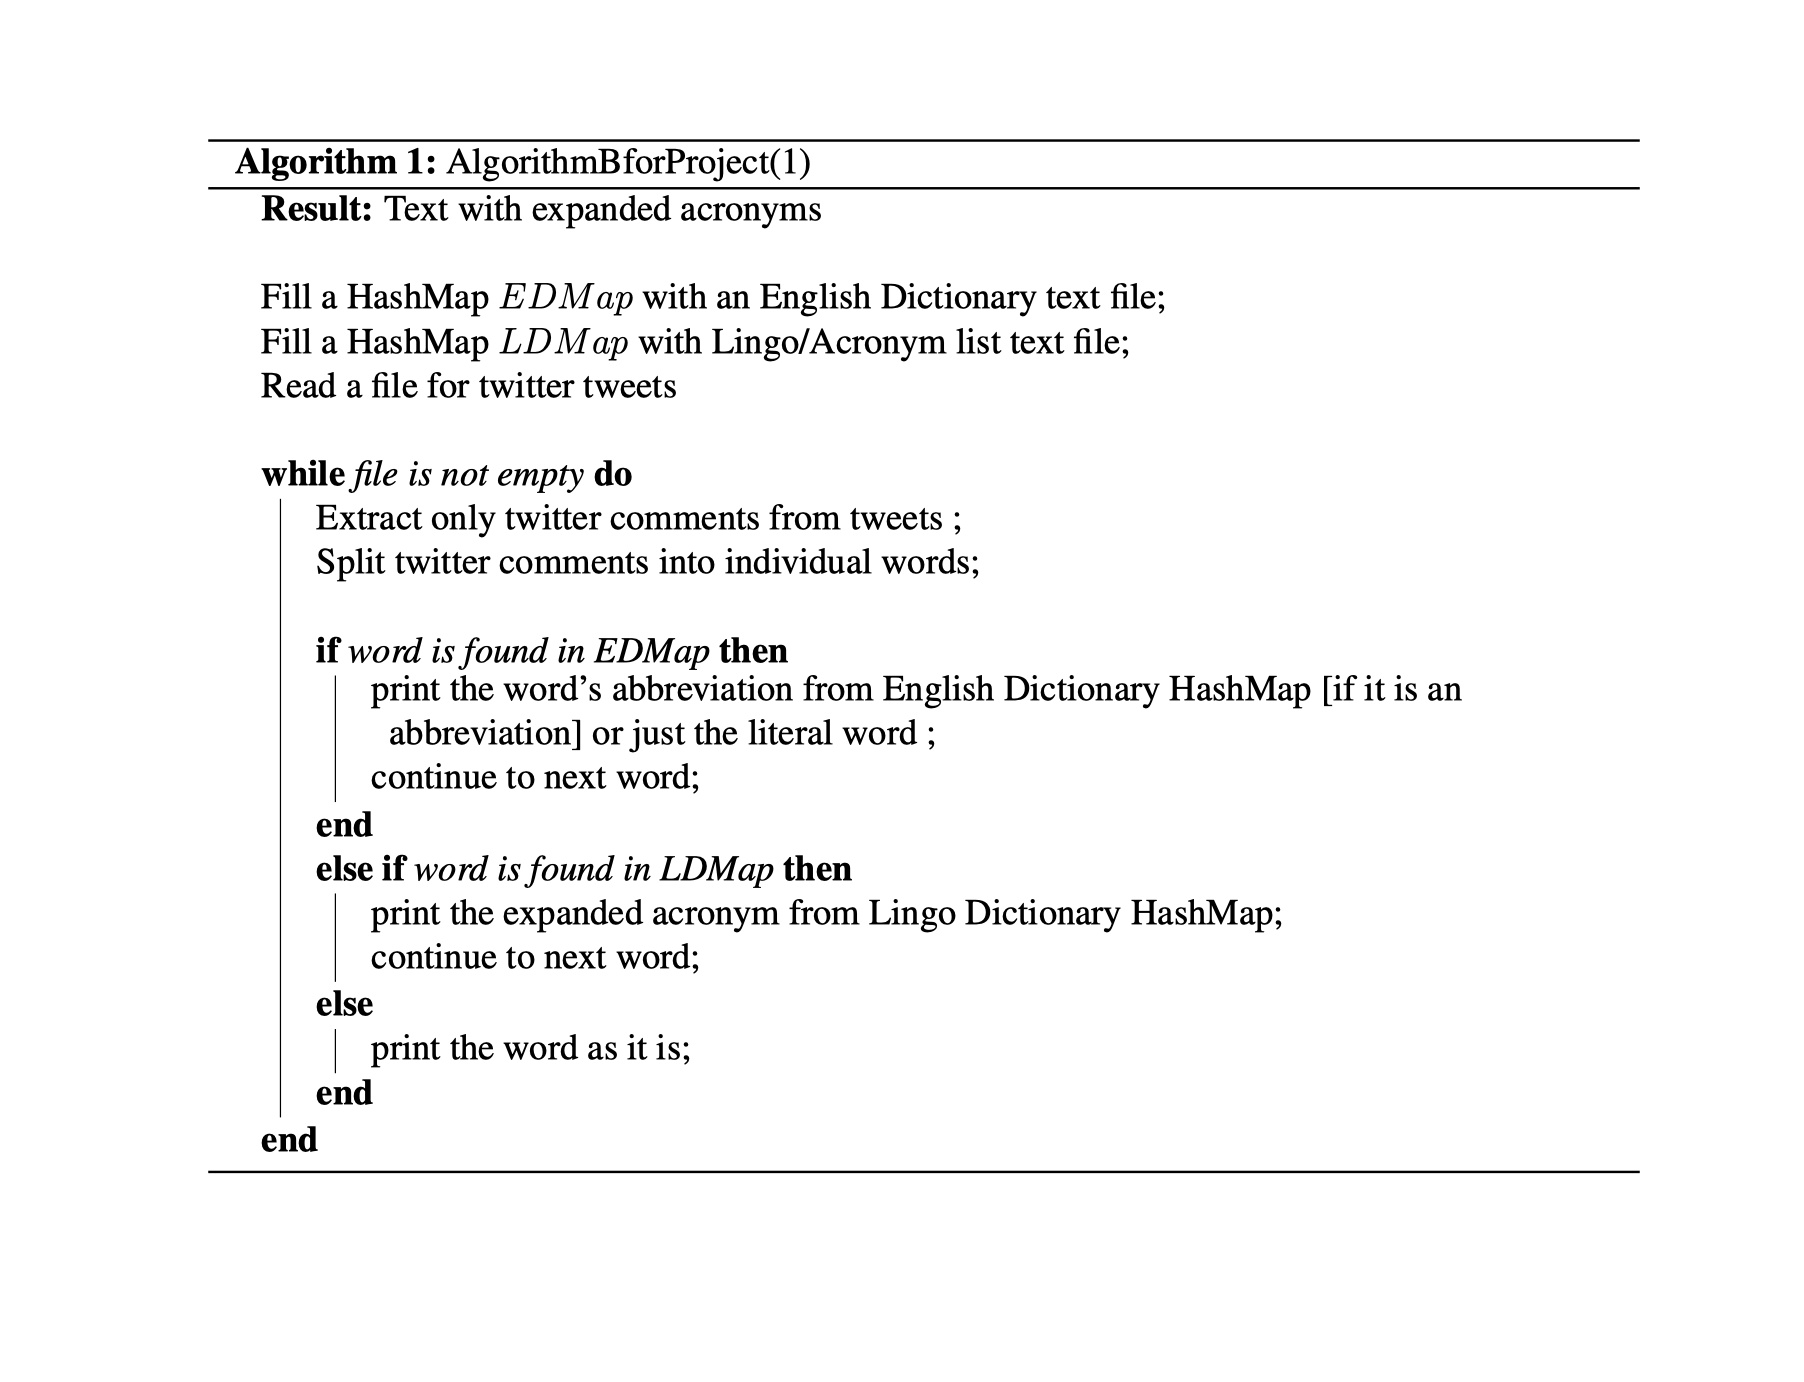 Algorithm 1: AlgorithmBforProject(1)
Result: Text with expanded acronyms
Fill a HashMap EDMap with an English Dictionary text file;
Fill a HashMap LDMap with Lingo/Acronym list text file;
Read a file for twitter tweets
while file is not empty do
Extract only twitter comments from tweets ;
Split twitter comments into individual words;
if word is found in EDMap then
print the word's abbreviation from English Dictionary HashMap [if it is an
abbreviation] or just the literal word ;
continue to next word;
end
else if word is found in LDMap then
print the expanded acronym from Lingo Dictionary HashMap;
continue to next word;
else
print the word as it is;
end
end